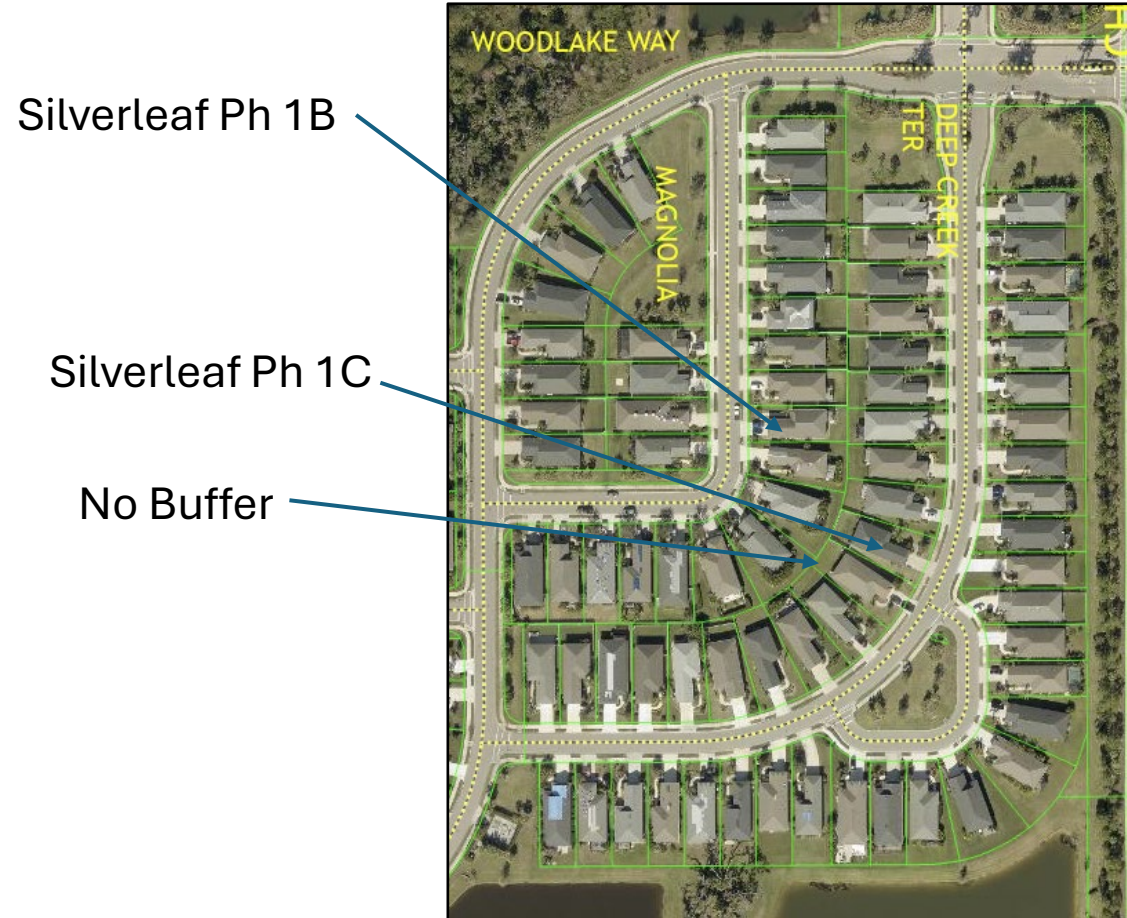 WOODLAKE WAY
Silverleaf Ph 1B
DEEP CREEK
TER
MAGNOLIA
Silverleaf Ph 1C
No Buffer